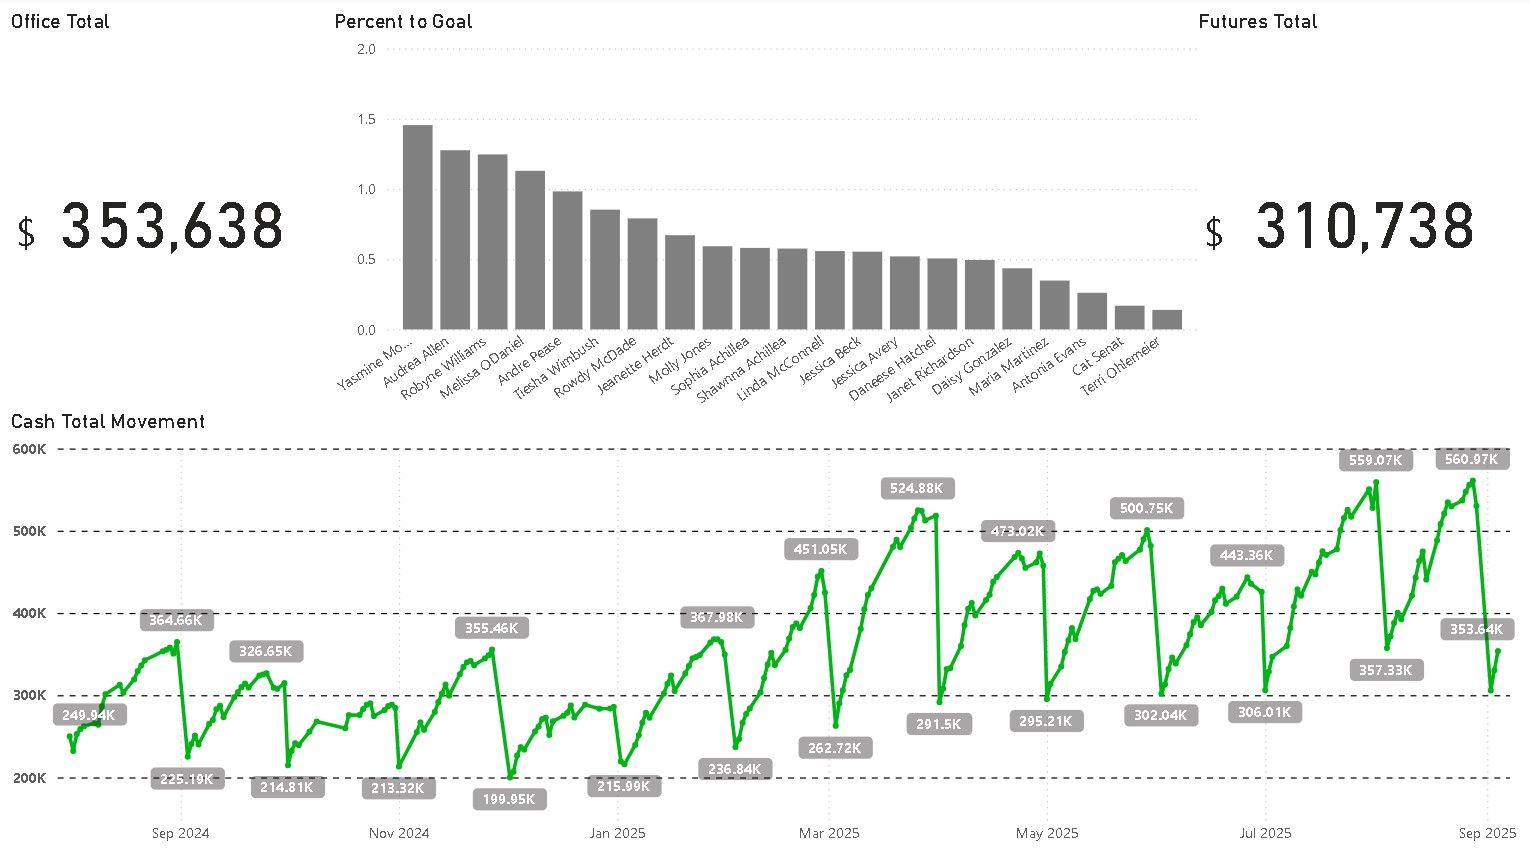 Office Total
Percent to Goal
Futures Total
2.0
1.5
1.0
0.5
0.0
$ 353,638
$ 310,738
Yasmine Mo...
Audrea Allen
Robyne Williams
Melissa ODaniel
Andre Pease
Tiesha Wimbush
Rowdy McDade
Jeanette Herdt
Molly Jones
Sophia Achillea
Shawnna Achillea
Linda McConnell
Jessica Beck
Jessica Avery
Daneese Hatchel
Janet Richardson
Daisy Gonzalez
Maria Martinez
Antonia Evans
Cat Senat
Terri Ohlemeier
Cash Total Movement
600K
500K
400K
300K
200K
249.94K
364.66K
225.19K
326.65K
214.81K
213.32K
355.46K
199.95K
215.99K
367.98K
236.84K
451.05K
262.72K
524.88K
291.5K
473.02K
295.21K
500.75K
302.04K
443.36K
306.01K
559.07K
357.33K
560.97K
353.64K
Sep 2024
Nov 2024
Jan 2025
Mar 2025
May 2025
Jul 2025
Sep 2025